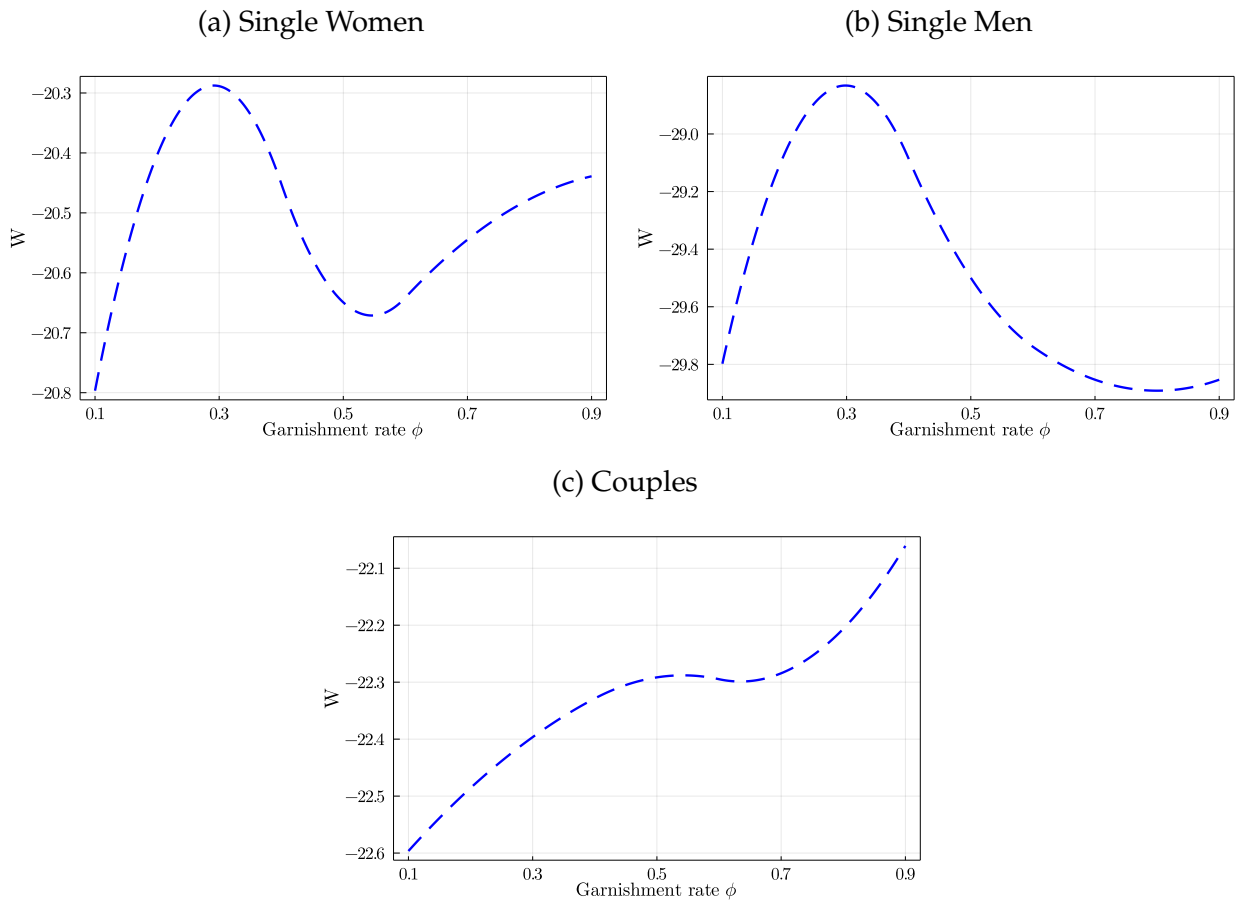 (a) Single Women
−20.3
−20.4
−20.5
−20.6
−20.7
−20.8
W
0.1 0.3 0.5 0.7 0.9
Garnishment rate ϕ
(b) Single Men
−29.0
−29.2
−29.4
−29.6
−29.8
W
0.1 0.3 0.5 0.7 0.9
Garnishment rate ϕ
(c) Couples
−22.1
−22.2
−22.3
−22.4
−22.5
−22.6
W
0.1 0.3 0.5 0.7 0.9
Garnishment rate ϕ